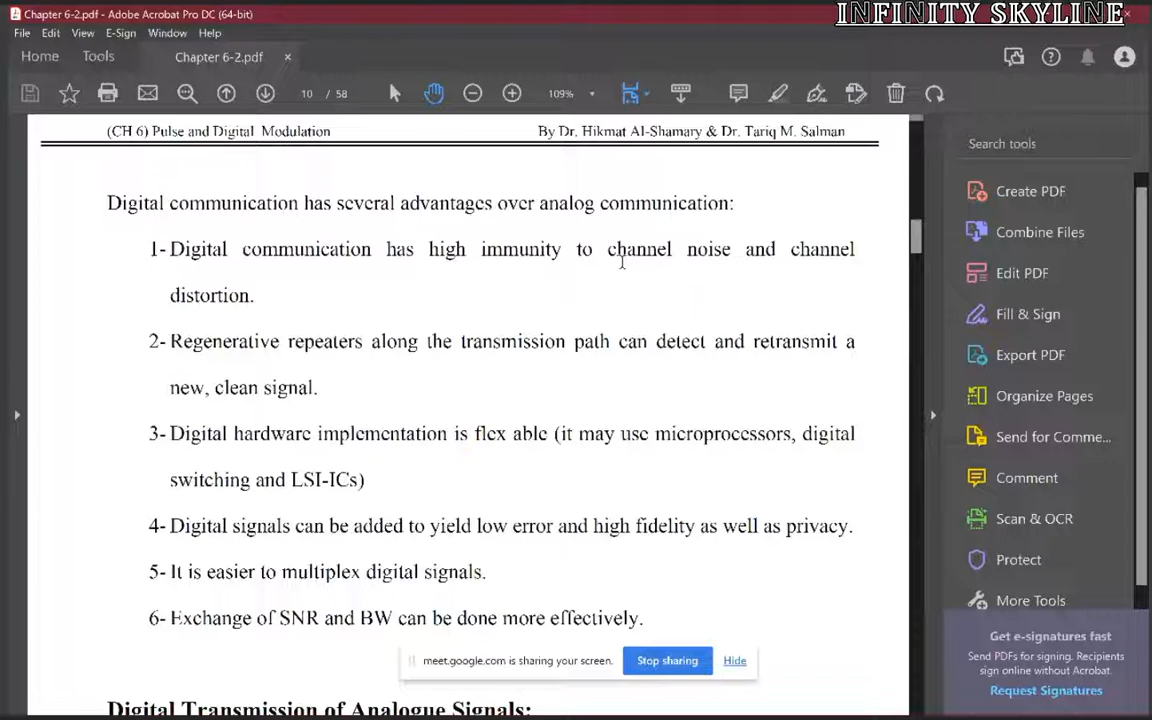 Chapter 6-2.pdf - Adobe Acrobat Pro DC (64-bit)
INFINITY SKYLINE
File Edit View E-Sign Window Help
Home Tools Chapter 6-2.pdf ×
10 / 58 109%
(CH 6) Pulse and Digital Modulation By Dr. Hikmat Al-Shamary & Dr. Tariq M. Salman
Digital communication has several advantages over analog communication:
1- Digital communication has high immunity to channel noise and channel
distortion.
2- Regenerative repeaters along the transmission path can detect and retransmit a
new, clean signal.
3- Digital hardware implementation is flex able (it may use microprocessors, digital
switching and LSI-ICs)
4- Digital signals can be added to yield low error and high fidelity as well as privacy.
5- It is easier to multiplex digital signals.
6- Exchange of SNR and BW can be done more effectively.
meet.google.com is sharing your screen. Stop sharing Hide
Digital Transmission of Analogue Signals:
Search tools
Create PDF
Combine Files
Edit PDF
Fill & Sign
Export PDF
Organize Pages
Send for Comme...
Comment
Scan & OCR
Protect
More Tools
Get e-signatures fast
Send PDFs for signing. Recipients
sign online without Acrobat.
Request Signatures